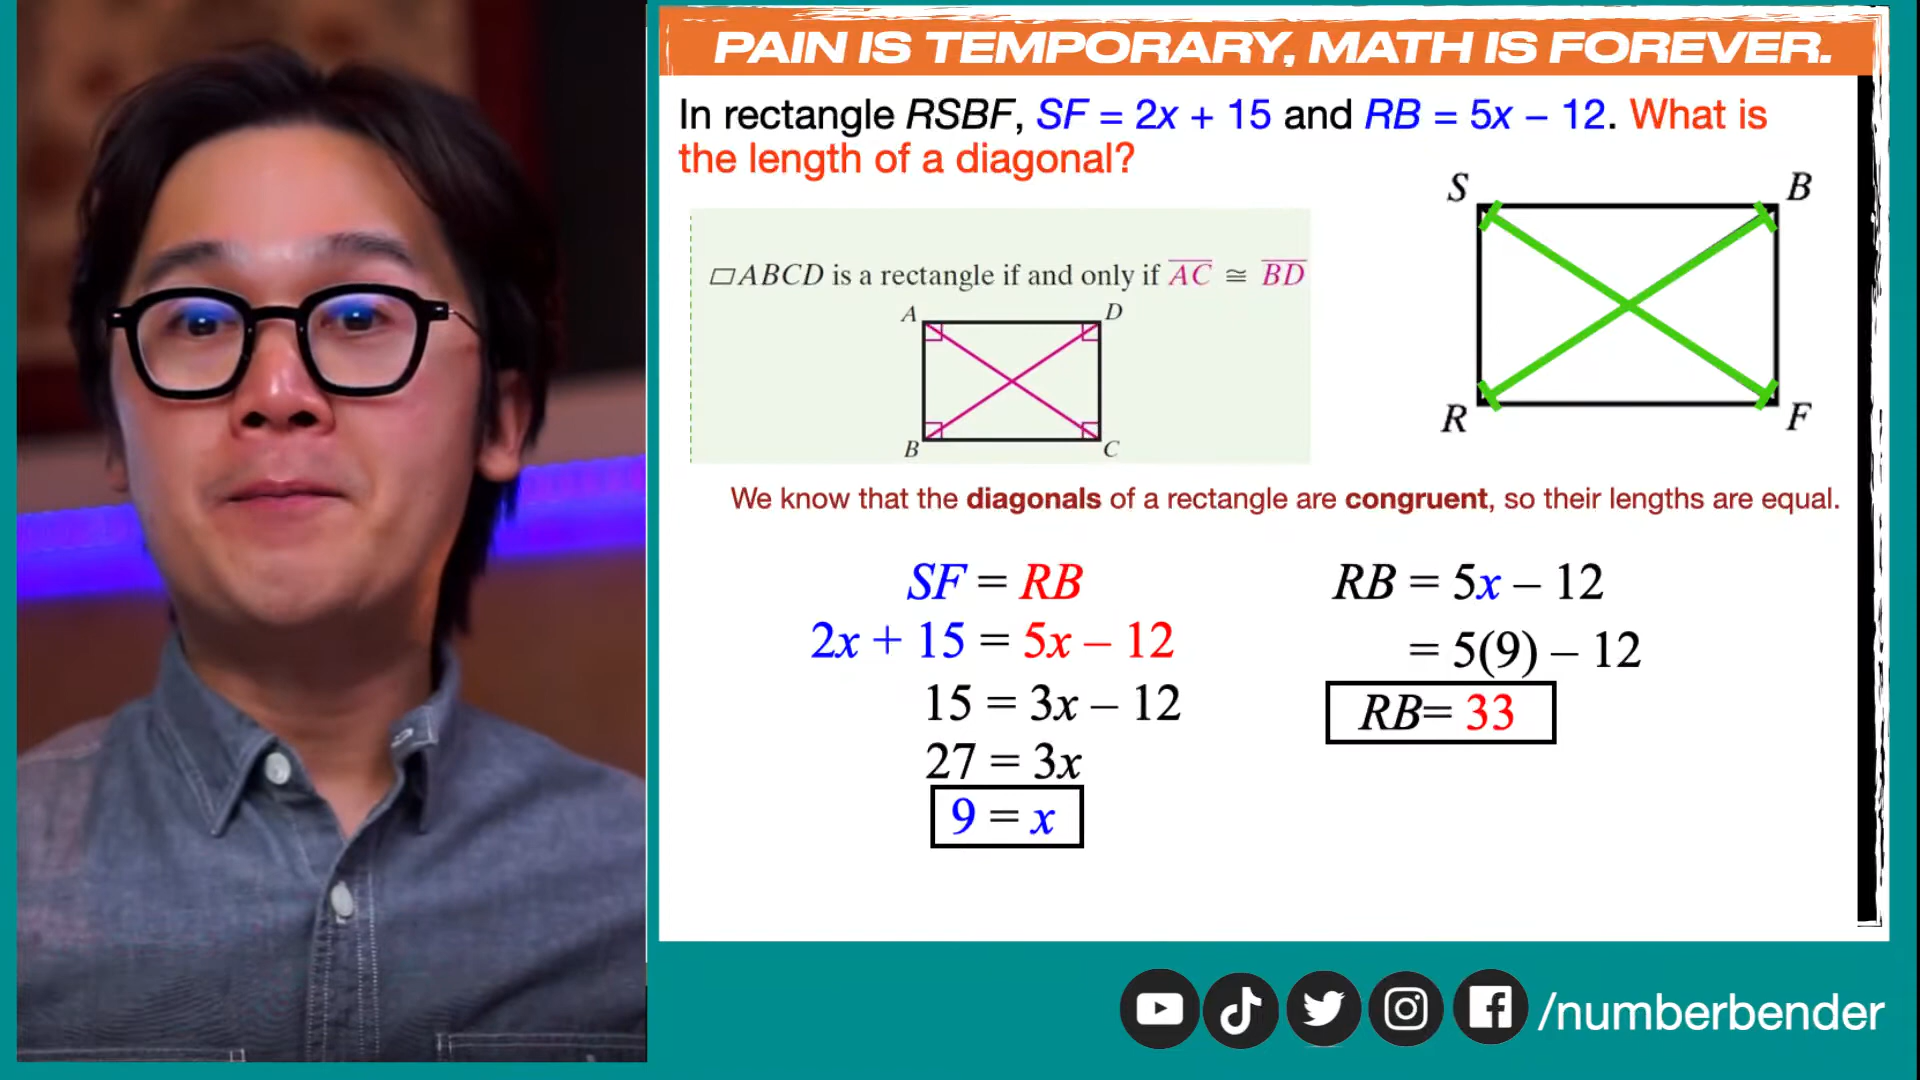 PAIN IS TEMPORARY, MATH IS FOREVER.
In rectangle RSBF, SF = 2x + 15 and RB = 5x – 12. What is
the length of a diagonal?
S B
R F
▱ABCD is a rectangle if and only if A̅C̅ ≅ B̅D̅
A D
B C
We know that the diagonals of a rectangle are congruent, so their lengths are equal.
SF = RB
2x + 15 = 5x – 12
15 = 3x – 12
27 = 3x
9 = x
RB = 5x – 12
= 5(9) – 12
RB= 33
/numberbender